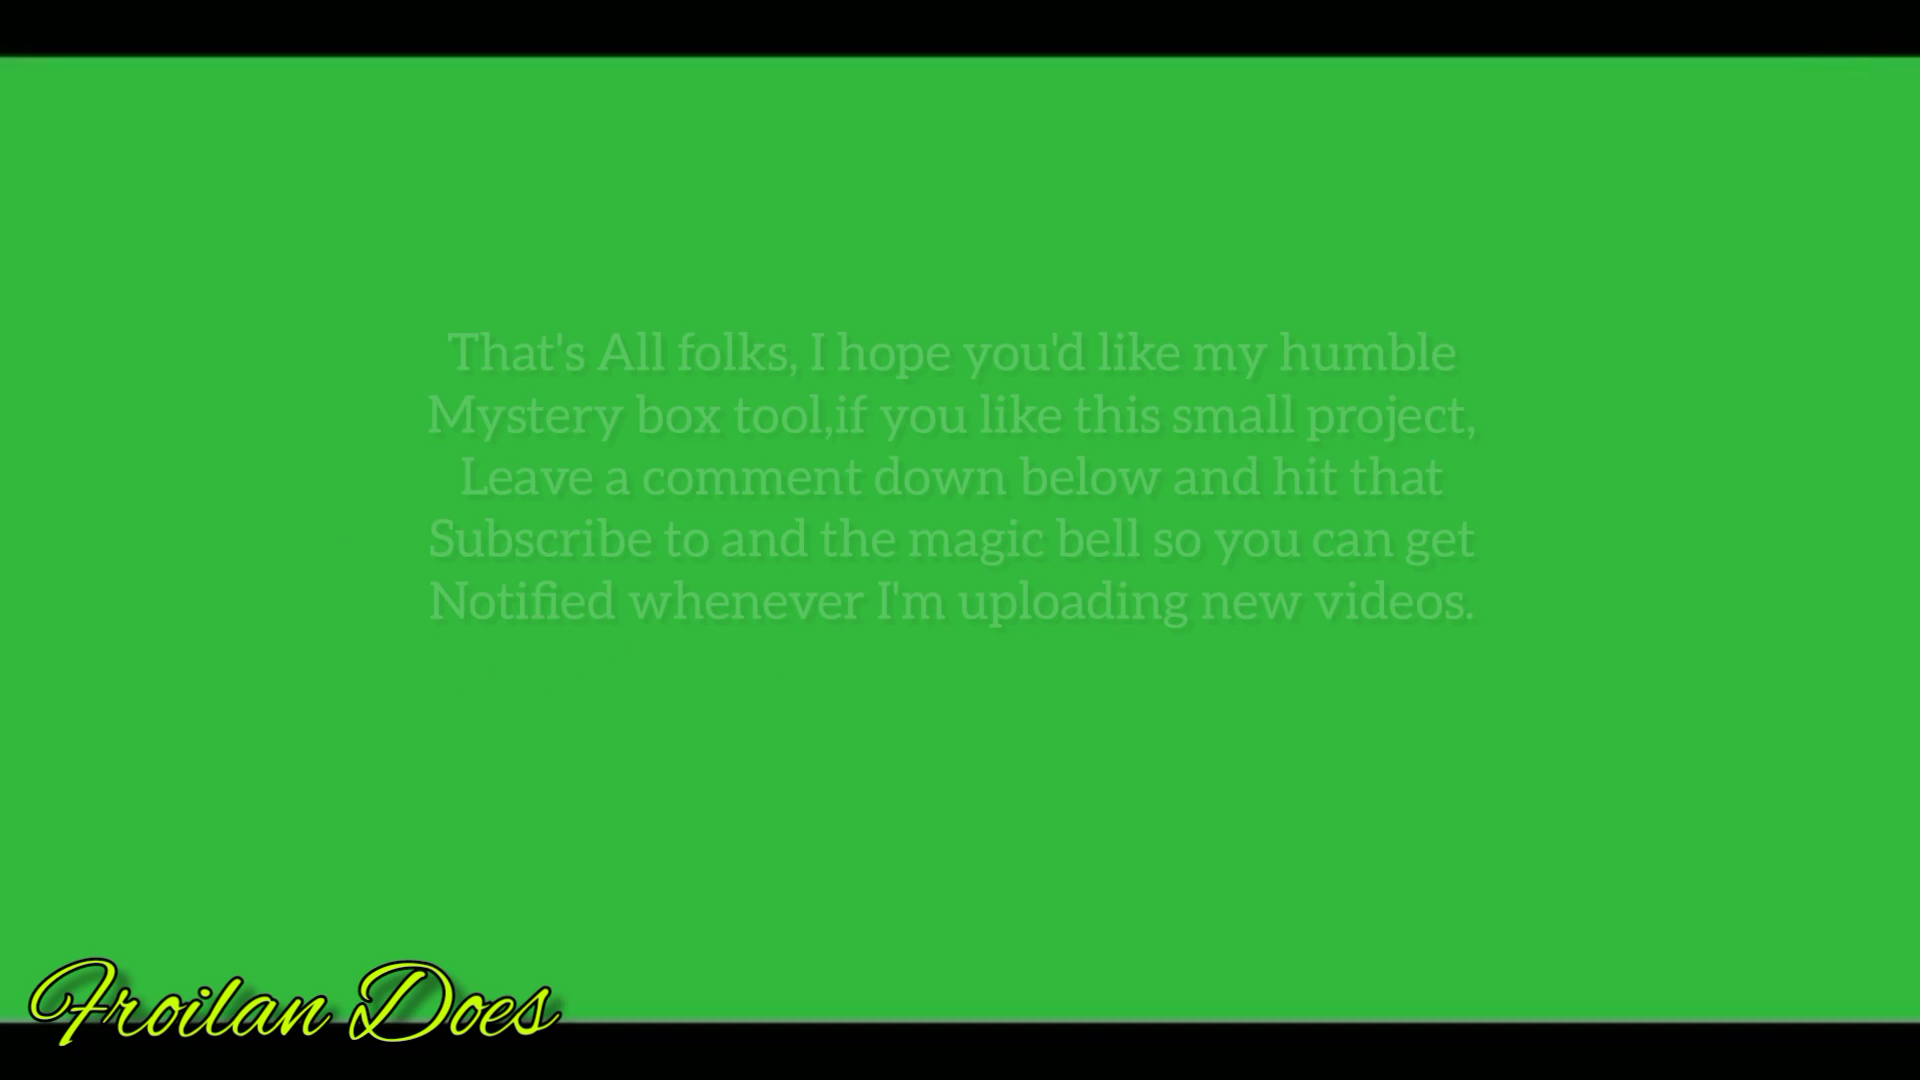 That's All folks, I hope you'd like my humble
Mystery box tool,if you like this small project,
Leave a comment down below and hit that
Subscribe to and the magic bell so you can get
Notified whenever I'm uploading new videos.
Froilan Does